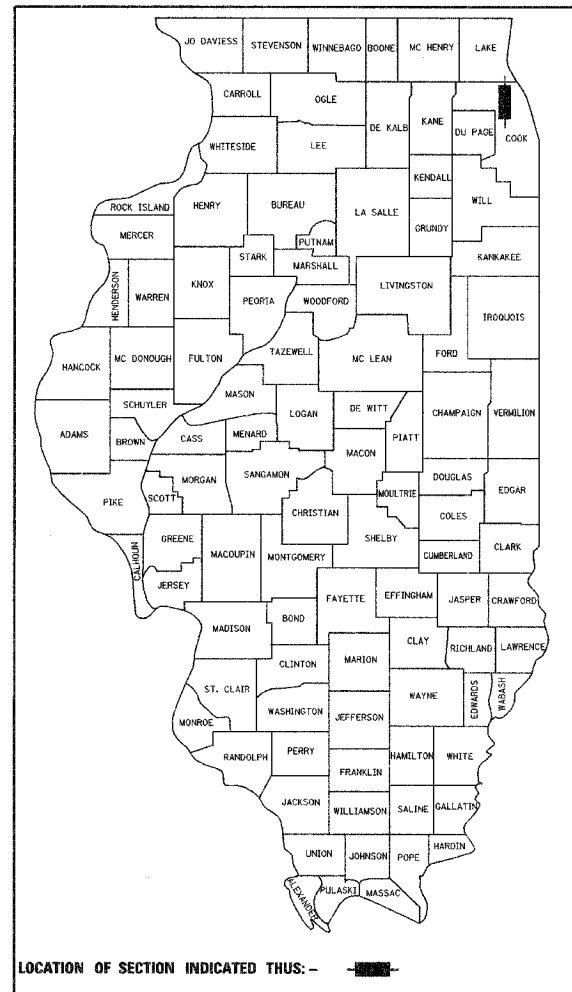 JO DAVIESS STEVENSON WINNEBAGO BOONE MC HENRY LAKE
CARROLL OGLE DE KALB KANE DU PAGE COOK
WHITESIDE LEE
KENDALL
ROCK ISLAND HENRY BUREAU LA SALLE WILL
MERCER PUTNAM GRUNDY
STARK MARSHALL KANKAKEE
HENDERSON WARREN KNOX PEORIA WOODFORD LIVINGSTON IROQUOIS
HANCOCK MC DONOUGH FULTON TAZEWELL MC LEAN FORD
MASON
SCHUYLER LOGAN DE WITT CHAMPAIGN VERMILION
ADAMS BROWN CASS MENARD MACON PIATT
PIKE SCOTT MORGAN SANGAMON MOULTRIE DOUGLAS EDGAR
CHRISTIAN COLES
CALHOUN GREENE MACOUPIN MONTGOMERY SHELBY CUMBERLAND CLARK
JERSEY FAYETTE EFFINGHAM JASPER CRAWFORD
MADISON BOND
CLINTON MARION CLAY RICHLAND LAWRENCE
ST. CLAIR WAYNE EDWARDS WABASH
MONROE WASHINGTON JEFFERSON
RANDOLPH PERRY HAMILTON WHITE
FRANKLIN
JACKSON WILLIAMSON SALINE GALLATIN
UNION JOHNSON POPE HARDIN
ALEXANDER PULASKI MASSAC
LOCATION OF SECTION INDICATED THUS: -